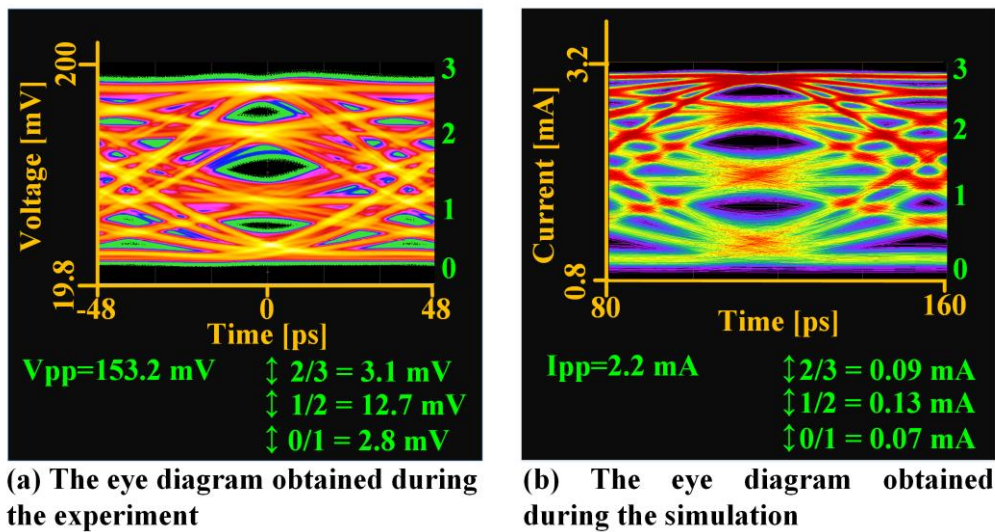 200
Voltage [mV]
19.8
3
2
1
0
-48
0
48
Time [ps]
Vpp=153.2 mV
↕ 2/3 = 3.1 mV
↕ 1/2 = 12.7 mV
↕ 0/1 = 2.8 mV
(a) The eye diagram obtained during
the experiment
3.2
Current [mA]
0.8
3
2
1
0
80
160
Time [ps]
Ipp=2.2 mA
↕2/3 = 0.09 mA
↕1/2 = 0.13 mA
↕0/1 = 0.07 mA
(b) The eye diagram obtained
during the simulation